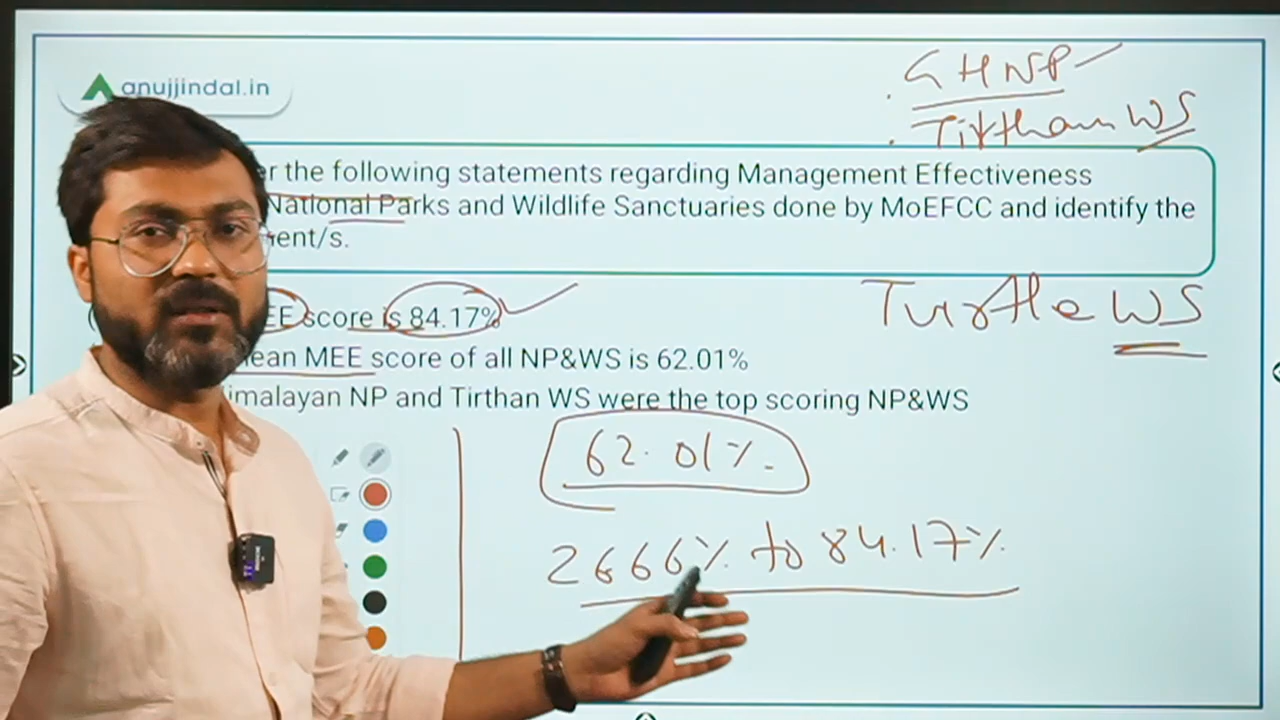 GHNP
anujjindal.in
Tirthan WS
er the following statements regarding Management Effectiveness
National Parks and Wildlife Sanctuaries done by MoEFCC and identify the
ent/s.
Turtle WS
EE score is 84.17%
ean MEE score of all NP&WS is 62.01%
imalayan NP and Tirthan WS were the top scoring NP&WS
62.01%.
2666% to 84.17%